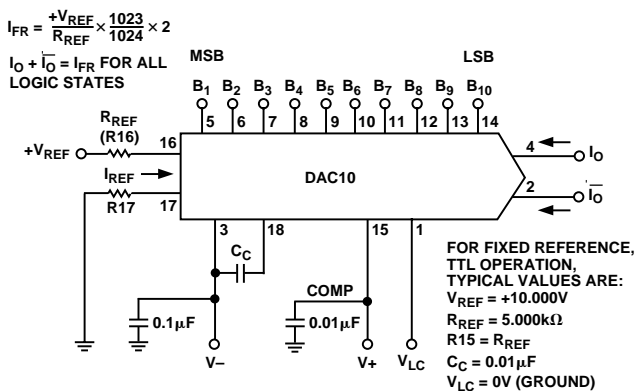 I_FR = +V_REF / R_REF × 1023 / 1024 × 2
I_O + I̅_O̅ = I_FR FOR ALL
LOGIC STATES
MSB LSB
B1 B2 B3 B4 B5 B6 B7 B8 B9 B10
5 6 7 8 9 10 11 12 13 14
R_REF
(R16)
+V_REF 16
4 I_O
I_REF
DAC10
2 I̅_O̅
R17 17
3 18 15 1
C_C
COMP
0.1µF 0.01µF
V– V+ V_LC
FOR FIXED REFERENCE,
TTL OPERATION,
TYPICAL VALUES ARE:
V_REF = +10.000V
R_REF = 5.000kΩ
R15 = R_REF
C_C = 0.01µF
V_LC = 0V (GROUND)